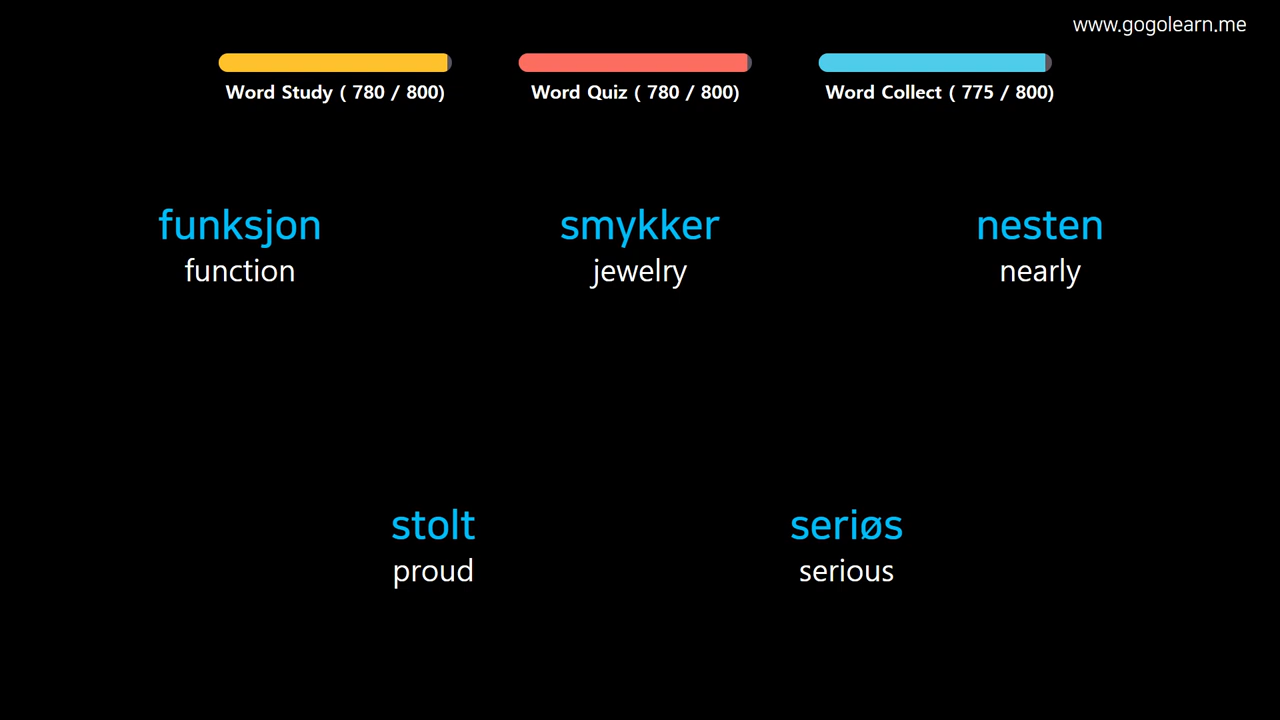 www.gogolearn.me
Word Study ( 780 / 800)
Word Quiz ( 780 / 800)
Word Collect ( 775 / 800)
funksjon
function
smykker
jewelry
nesten
nearly
stolt
proud
seriøs
serious